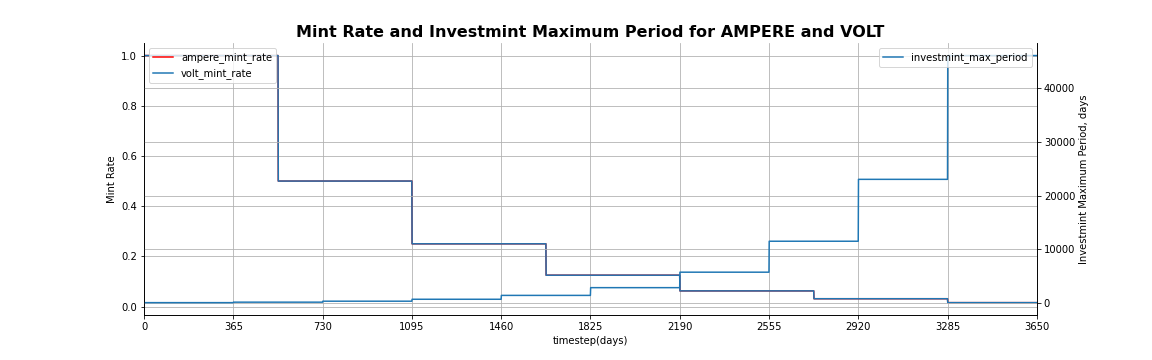 Mint Rate and Investmint Maximum Period for AMPERE and VOLT
ampere_mint_rate
volt_mint_rate
investmint_max_period
Mint Rate
1.0
0.8
0.6
0.4
0.2
0.0
40000
30000
20000
10000
0
Investmint Maximum Period, days
0 365 730 1095 1460 1825 2190 2555 2920 3285 3650
timestep(days)